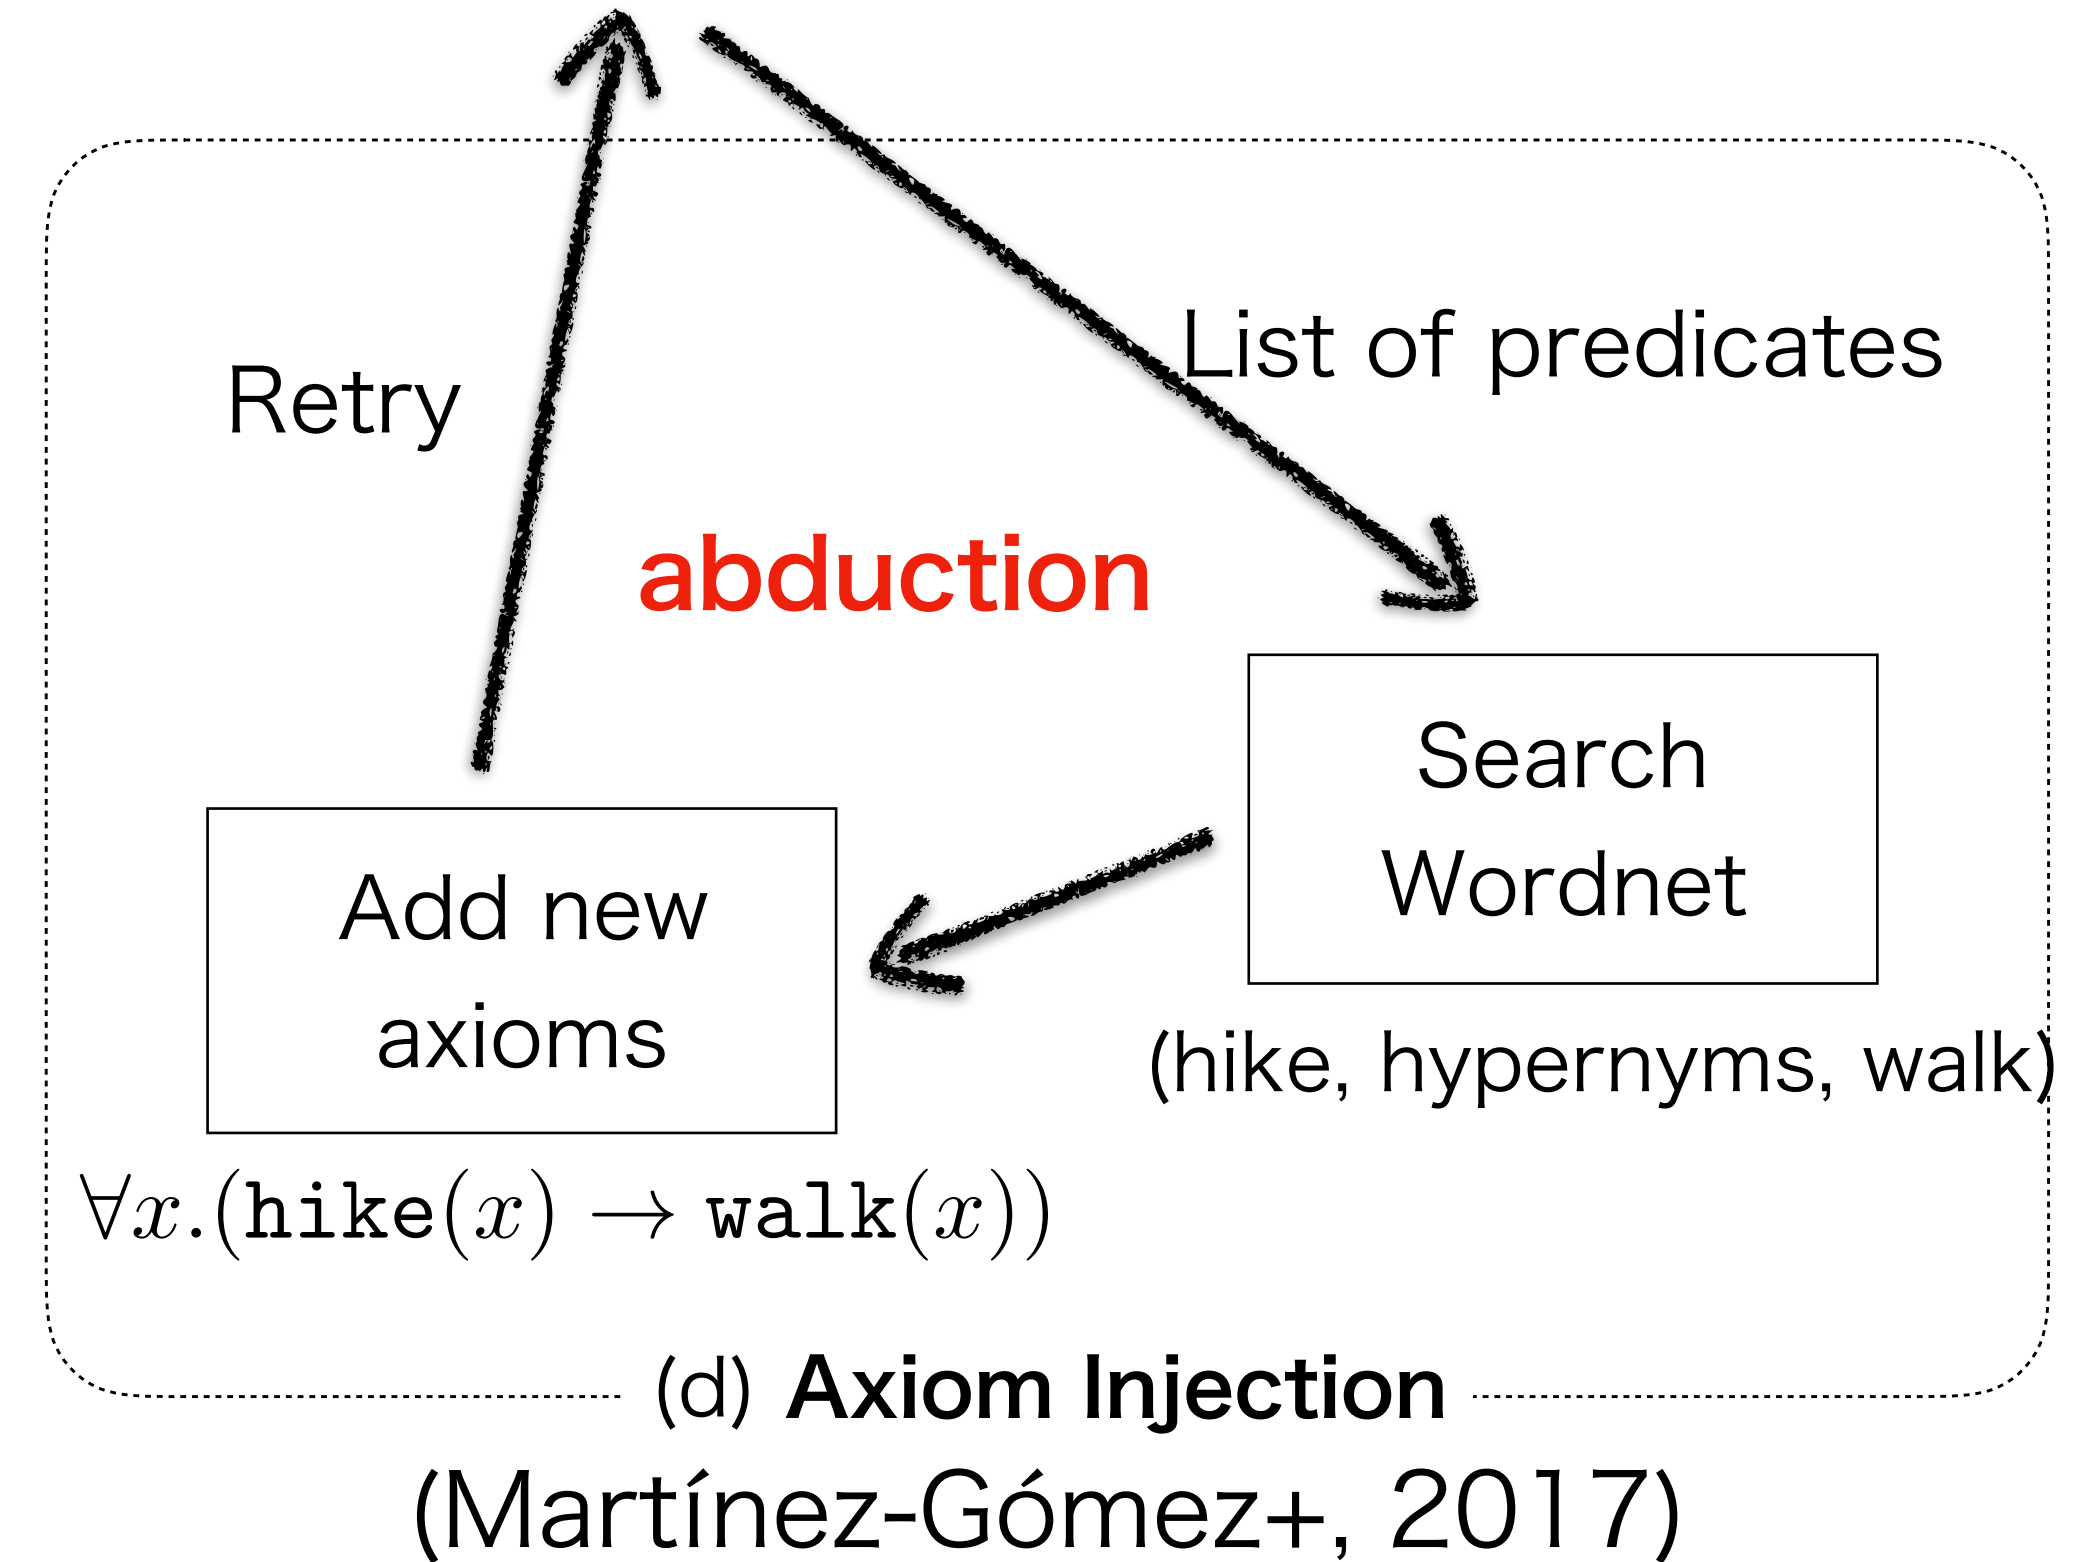 List of predicates
Retry
abduction
Search
Wordnet
Add new
axioms
(hike, hypernyms, walk)
∀x.(hike(x) → walk(x))
(d) Axiom Injection
(Martínez-Gómez+, 2017)